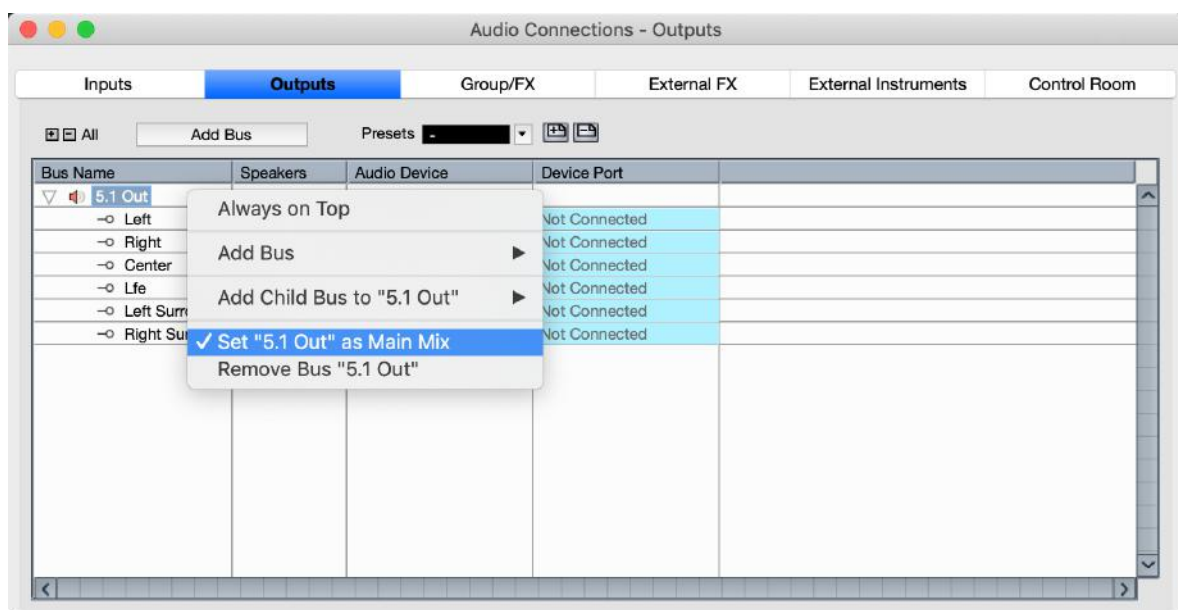 Audio Connections - Outputs
Inputs Outputs Group/FX External FX External Instruments Control Room
All Add Bus Presets -
Bus Name Speakers Audio Device Device Port
5.1 Out
Always on Top
Left Not Connected
Right Not Connected
Add Bus
Center Not Connected
Lfe Not Connected
Add Child Bus to "5.1 Out"
Left Surro Not Connected
Right Sur Not Connected
Set "5.1 Out" as Main Mix
Remove Bus "5.1 Out"